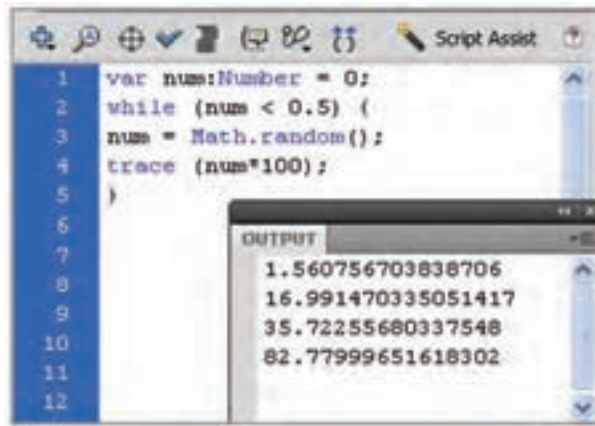 Script Assist
1 var num:Number = 0;
2 while (num < 0.5) {
3 num = Math.random();
4 trace (num*100);
5 }
6
7
8
9
10
11
12
OUTPUT
1.560756703838706
16.991470335051417
35.72255680337548
82.77999651618302